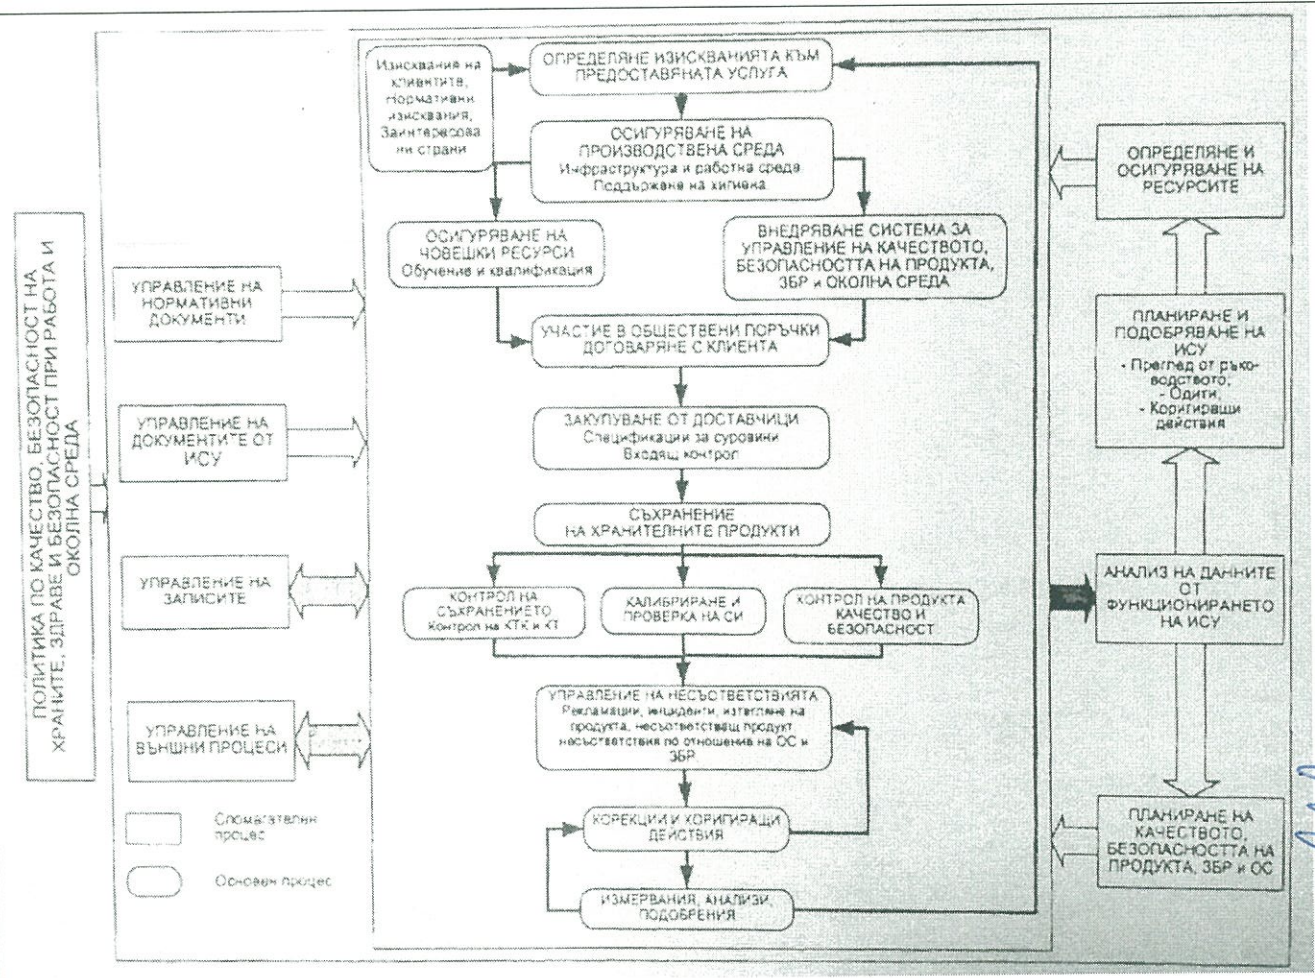 ПОЛИТИКА ПО КАЧЕСТВО, БЕЗОПАСНОСТ НА
ХРАНИТЕ, ЗДРАВЕ И БЕЗОПАСНОСТ ПРИ РАБОТА И
ОКОЛНА СРЕДА
УПРАВЛЕНИЕ НА
НОРМАТИВНИ
ДОКУМЕНТИ
УПРАВЛЕНИЕ НА
ДОКУМЕНТИТЕ ОТ
ИСУ
УПРАВЛЕНИЕ НА
ЗАПИСИТЕ
УПРАВЛЕНИЕ НА
ВЪНШНИ ПРОЦЕСИ
Спомагателни
процес
Основен процес
Изисквания на
клиентите,
Нормативни
изисквания,
Заинтересова
ни страни
ОПРЕДЕЛЯНЕ ИЗИСКВАНИЯТА КЪМ
ПРЕДОСТАВЯНАТА УСЛУГА
ОСИГУРЯВАНЕ НА
ПРОИЗВОДСТВЕНА СРЕДА
Инфраструктура и работна среда
Поддържане на хигиена
ОСИГУРЯВАНЕ НА
ЧОВЕШКИ РЕСУРСИ
Обучение и квалификация
ВНЕДРЯВАНЕ СИСТЕМА ЗА
УПРАВЛЕНИЕ НА КАЧЕСТВОТО,
БЕЗОПАСНОСТТА НА ПРОДУКТА,
ЗБР и ОКОЛНА СРЕДА
УЧАСТИЕ В ОБЩЕСТВЕНИ ПОРЪЧКИ
ДОГОВАРЯНЕ С КЛИЕНТА
ЗАКУПУВАНЕ ОТ ДОСТАВЧИЦИ
Спецификации за суровини
Входящ контрол
СЪХРАНЕНИЕ
НА ХРАНИТЕЛНИТЕ ПРОДУКТИ
КОНТРОЛ НА
СЪХРАНЕНИЕТО
Контрол на КТК и КТ
КАЛИБРИРАНЕ И
ПРОВЕРКА НА СИ
КОНТРОЛ НА ПРОДУКТА
КАЧЕСТВО И
БЕЗОПАСНОСТ
УПРАВЛЕНИЕ НА НЕСЪОТВЕТСТВИЯТА
Рекламации, инциденти, изтегляне на
продукта, несъответстващ продукт
несъответствия по отношение на ОС и
ЗБР
КОРЕКЦИИ И КОРИГИРАЩИ
ДЕЙСТВИЯ
ИЗМЕРВАНИЯ, АНАЛИЗИ,
ПОДОБРЕНИЯ
ОПРЕДЕЛЯНЕ И
ОСИГУРЯВАНЕ НА
РЕСУРСИТЕ
ПЛАНИРАНЕ И
ПОДОБРЯВАНЕ НА
ИСУ
- Преглед от ръко-
водството;
- Одити;
- Коригиращи
действия
АНАЛИЗ НА ДАННИТЕ
ОТ
ФУНКЦИОНИРАНЕТО
НА ИСУ
ПЛАНИРАНЕ НА
КАЧЕСТВОТО,
БЕЗОПАСНОСТТА НА
ПРОДУКТА, ЗБР и ОС